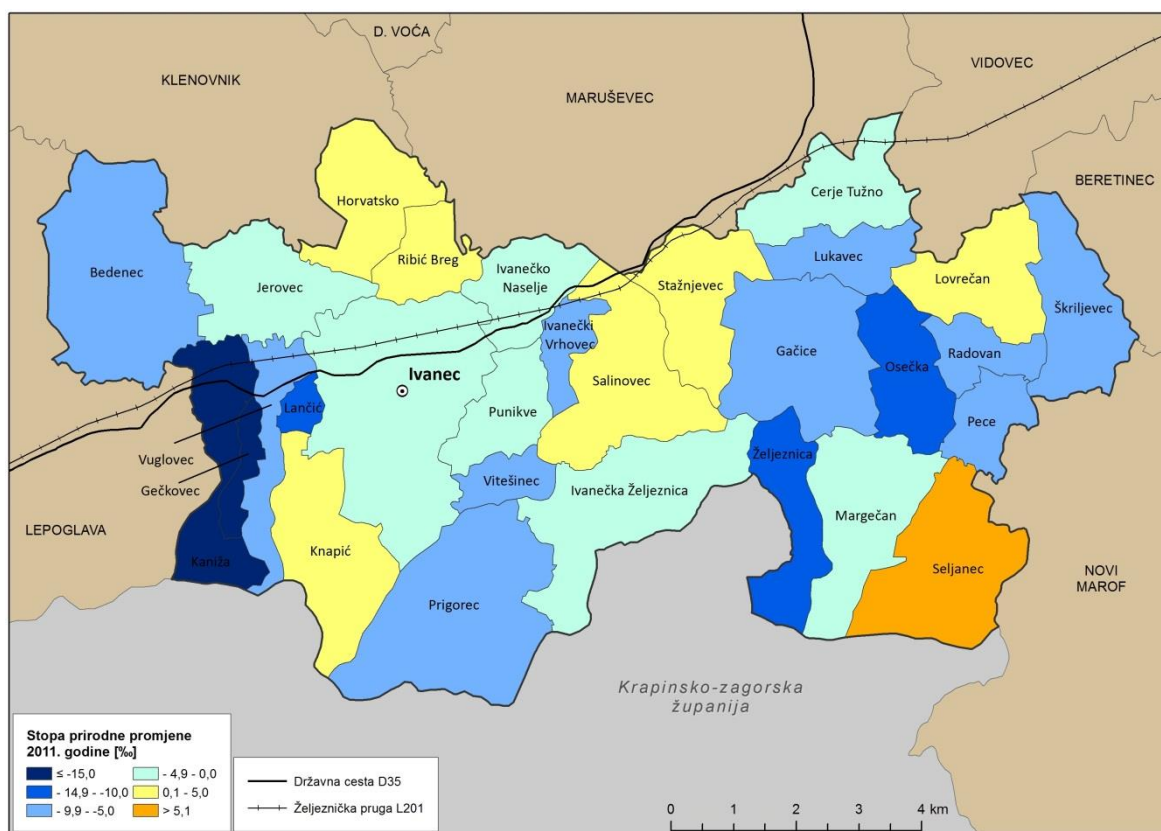 D. VOĆA
KLENOVNIK
VIDOVEC
MARUŠEVEC
BERETINEC
Cerje Tužno
Horvatsko
Ribić Breg
Ivanečko
Naselje
Lukavec
Bedenec
Jerovec
Stažnjevec
Lovrečan
Škriljevec
Ivanečki
Vrhovec
Gačice
Radovan
Osečka
Ivanec
Salinovec
Lančić
Punikve
Pece
Vuglovec
Željeznica
Gečkovec
Vitešinec
Ivanečka Željeznica
Margečan
LEPOGLAVA
Kaniža
Knapić
Seljanec
NOVI
MAROF
Prigorec
Krapinsko-zagorska
županija
Stopa prirodne promjene
2011. godine [‰]
≤ -15,0
- 14,9 - -10,0
- 9,9 - -5,0
- 4,9 - 0,0
0,1 - 5,0
> 5,1
Državna cesta D35
Željeznička pruga L201
0 1 2 3 4 km